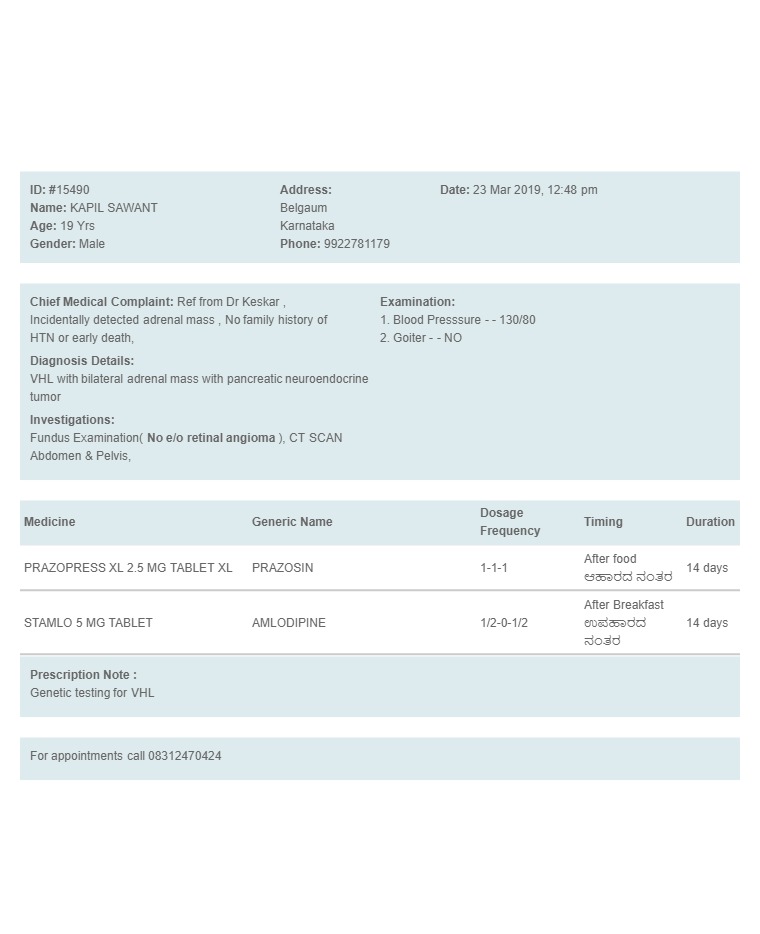 ID: #15490
Name: KAPIL SAWANT
Age: 19 Yrs
Gender: Male
Address:
Belgaum
Karnataka
Phone: 9922781179
Date: 23 Mar 2019, 12:48 pm
Chief Medical Complaint: Ref from Dr Keskar ,
Incidentally detected adrenal mass , No family history of
HTN or early death,
Diagnosis Details:
VHL with bilateral adrenal mass with pancreatic neuroendocrine
tumor
Investigations:
Fundus Examination( No e/o retinal angioma ), CT SCAN
Abdomen & Pelvis,
Examination:
1. Blood Presssure - - 130/80
2. Goiter - - NO
Medicine Generic Name Dosage Frequency Timing Duration
PRAZOPRESS XL 2.5 MG TABLET XL PRAZOSIN 1-1-1 After food 14 days
ಆಹಾರದ ನಂತರ
STAMLO 5 MG TABLET AMLODIPINE 1/2-0-1/2 After Breakfast 14 days
ಉಪಹಾರದ
ನಂತರ
Prescription Note :
Genetic testing for VHL
For appointments call 08312470424